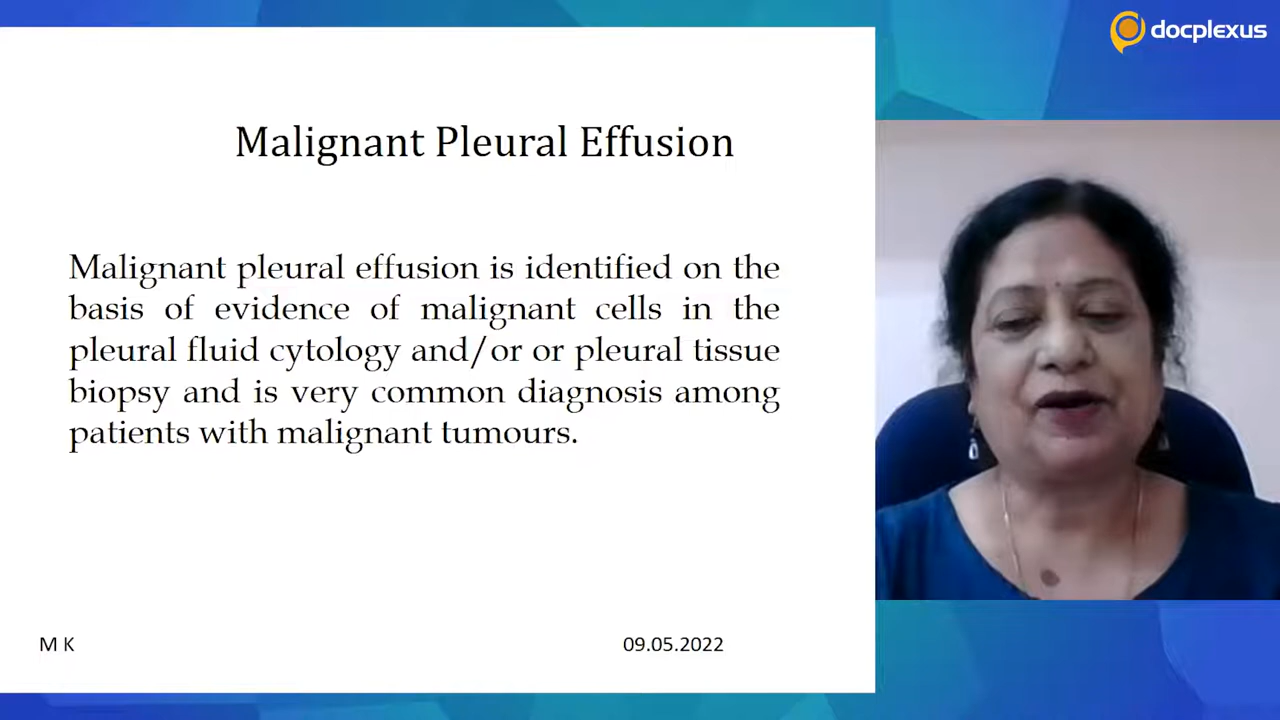 docplexus
Malignant Pleural Effusion
Malignant pleural effusion is identified on the
basis of evidence of malignant cells in the
pleural fluid cytology and/or or pleural tissue
biopsy and is very common diagnosis among
patients with malignant tumours.
M K
09.05.2022